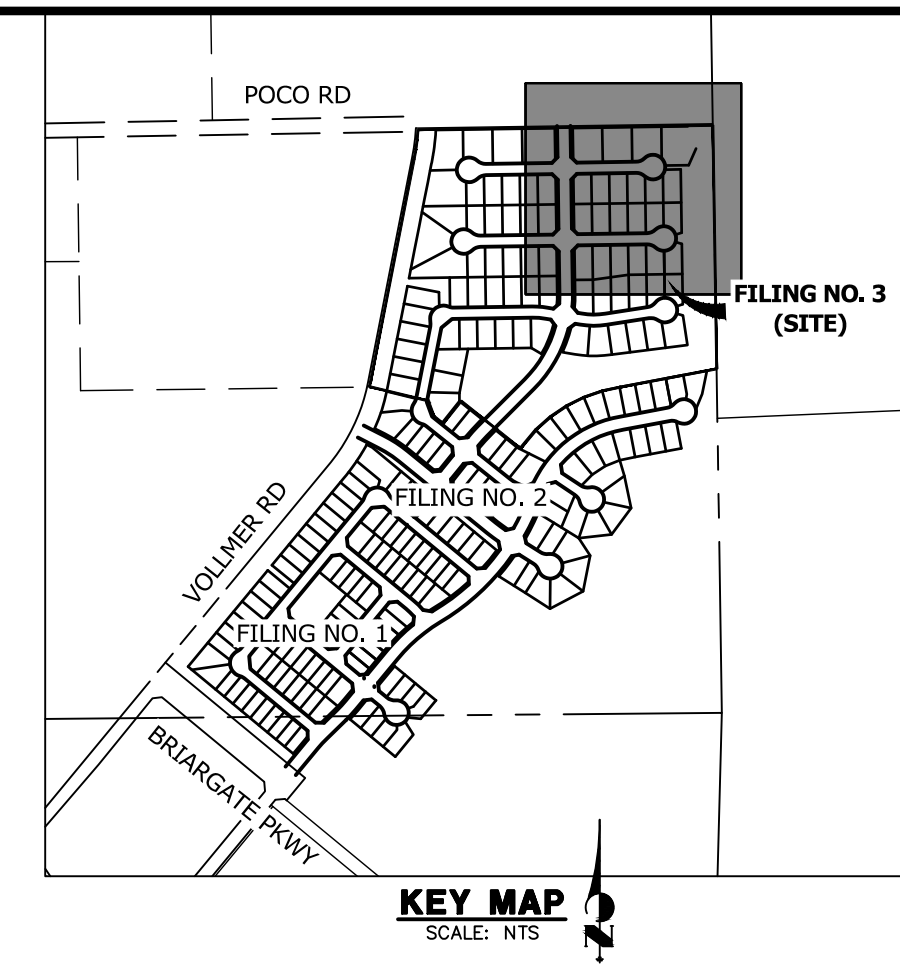 POCO RD
FILING NO. 3
(SITE)
FILING NO. 2
VOLLMER RD
FILING NO. 1
BRIARGATE PKWY
KEY MAP
SCALE: NTS
N